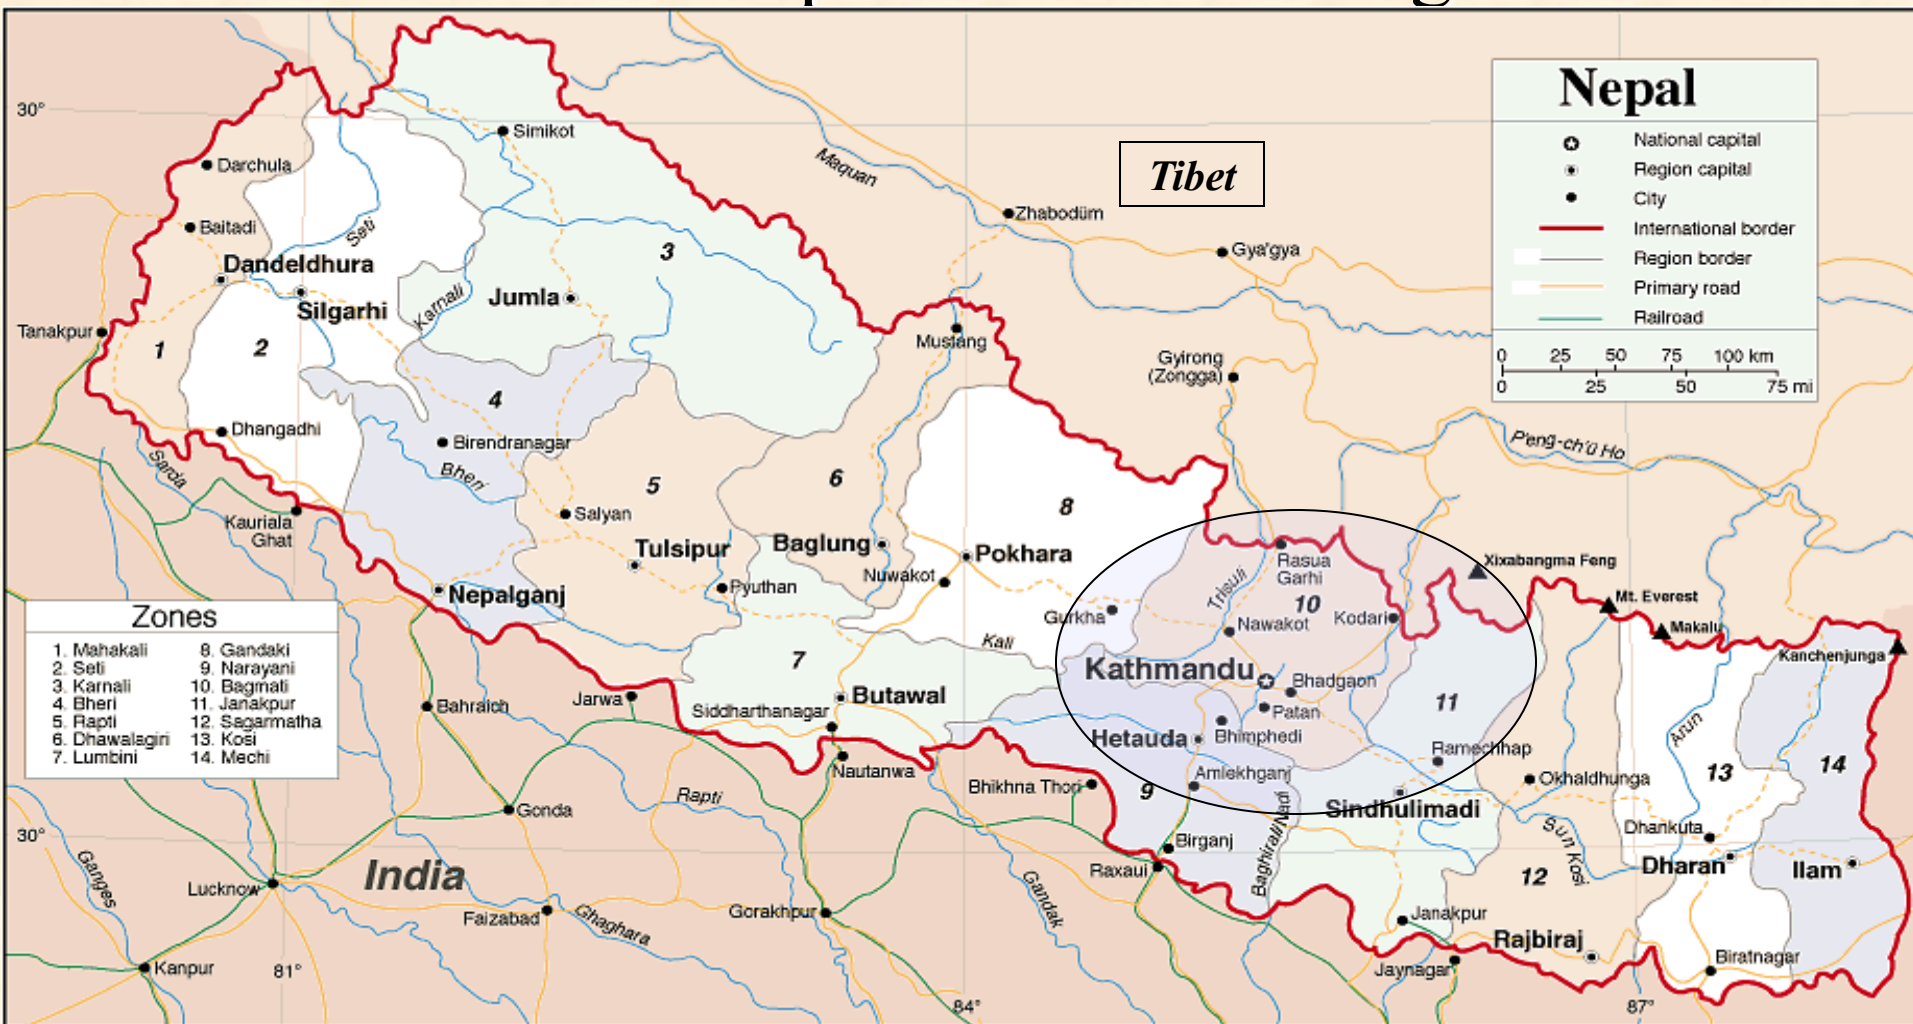 Nepal
National capital
Region capital
City
International border
Region border
Primary road
Railroad
0 25 50 75 100 km
0 25 50 75 mi
Tibet
30°
Simikot
Darchula
Maquan
Zhabodüm
Baitadi
Seti
Gya'gya
Dandeldhura
3
Silgarhi
Jumla
Karnali
Tanakpur
Mustang
1
2
Gyirong
(Zongga)
4
Dhangadhi
Birendranagar
P'eng-ch'ü Ho
Sarda
Bheri
5
6
8
Kauriala
Ghat
Salyan
Tulsipur
Baglung
Pokhara
Rasua
Garhi
Xixabangma Feng
Nuwakot
Pyuthan
Nepalganj
Trisuli
10
Mt. Everest
Gurkha
Nawakot
Kodari
Makalu
Kali
Kanchenjunga
Zones
1. Mahakali
2. Seti
3. Karnali
4. Bheri
5. Rapti
6. Dhawalagiri
7. Lumbini
8. Gandaki
9. Narayani
10. Bagmati
11. Janakpur
12. Sagarmatha
13. Kosi
14. Mechi
7
Kathmandu
Bhadgaon
Jarwa
Butawal
11
Bahraich
Siddharthanagar
Patan
Hetauda
Bhimphedi
Arun
Ramechhap
Nautanwa
Amlekhganj
Okhaldhunga
13
14
Bhikhna Thori
9
Rapti
Gonda
Sindhulimadi
Baghirali Nadi
Sun Kosi
Dhankuta
30°
Birganj
Ganges
India
Raxaul
Dharan
Ilam
12
Lucknow
Gandak
Faizabad
Ghaghara
Gorakhpur
Janakpur
Rajbiraj
Kanpur
81°
Jaynagar
Biratnagar
84°
87°